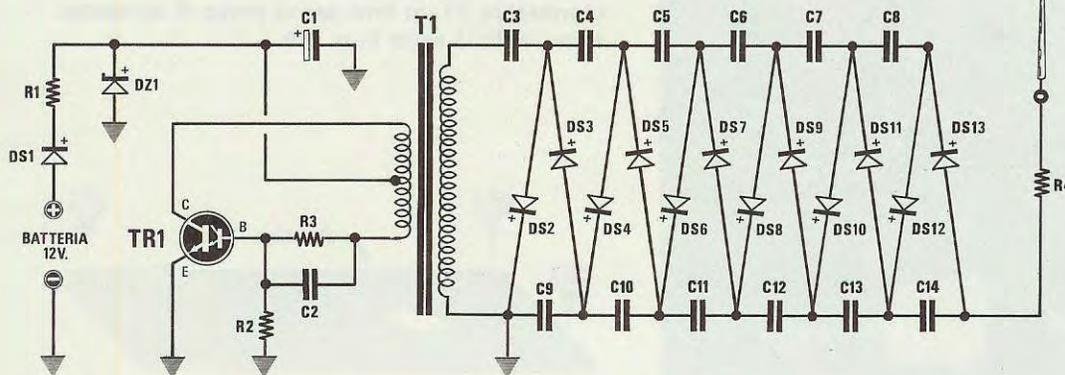 C1
T1
C3 C4 C5 C6 C7 C8
R1
DZ1
DS1
DS3 DS5 DS7 DS9 DS11 DS13
C
B
E
TR1
R3
C2
R2
BATTERIA
12V.
DS2 DS4 DS6 DS8 DS10 DS12
C9 C10 C11 C12 C13 C14